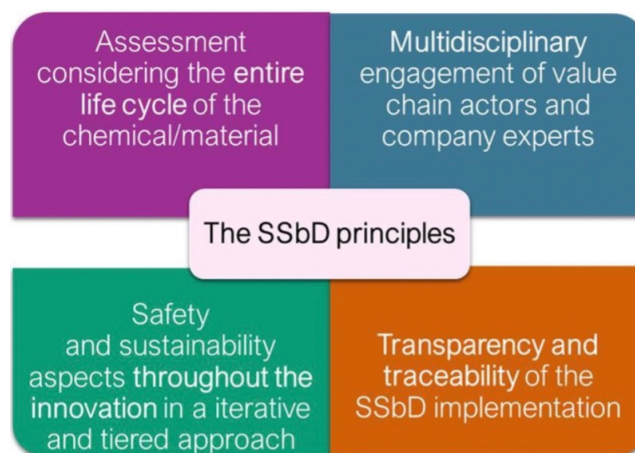 Assessment
considering the entire
life cycle of the
chemical/material
Multidisciplinary
engagement of value
chain actors and
company experts
The SSbD principles
Safety
and sustainability
aspects throughout the
innovation in a iterative
and tiered approach
Transparency and
traceability of the
SSbD implementation